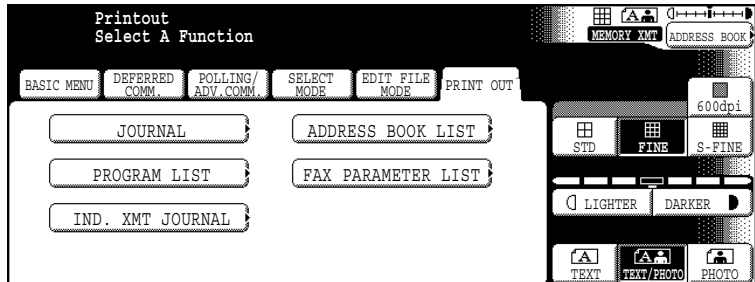 Printout
Select A Function
MEMORY XMT
ADDRESS BOOK
BASIC MENU
DEFERRED COMM.
POLLING/ ADV.COMM.
SELECT MODE
EDIT FILE MODE
PRINT OUT
600dpi
JOURNAL
ADDRESS BOOK LIST
STD
FINE
S-FINE
PROGRAM LIST
FAX PARAMETER LIST
LIGHTER
DARKER
IND. XMT JOURNAL
TEXT
TEXT/PHOTO
PHOTO